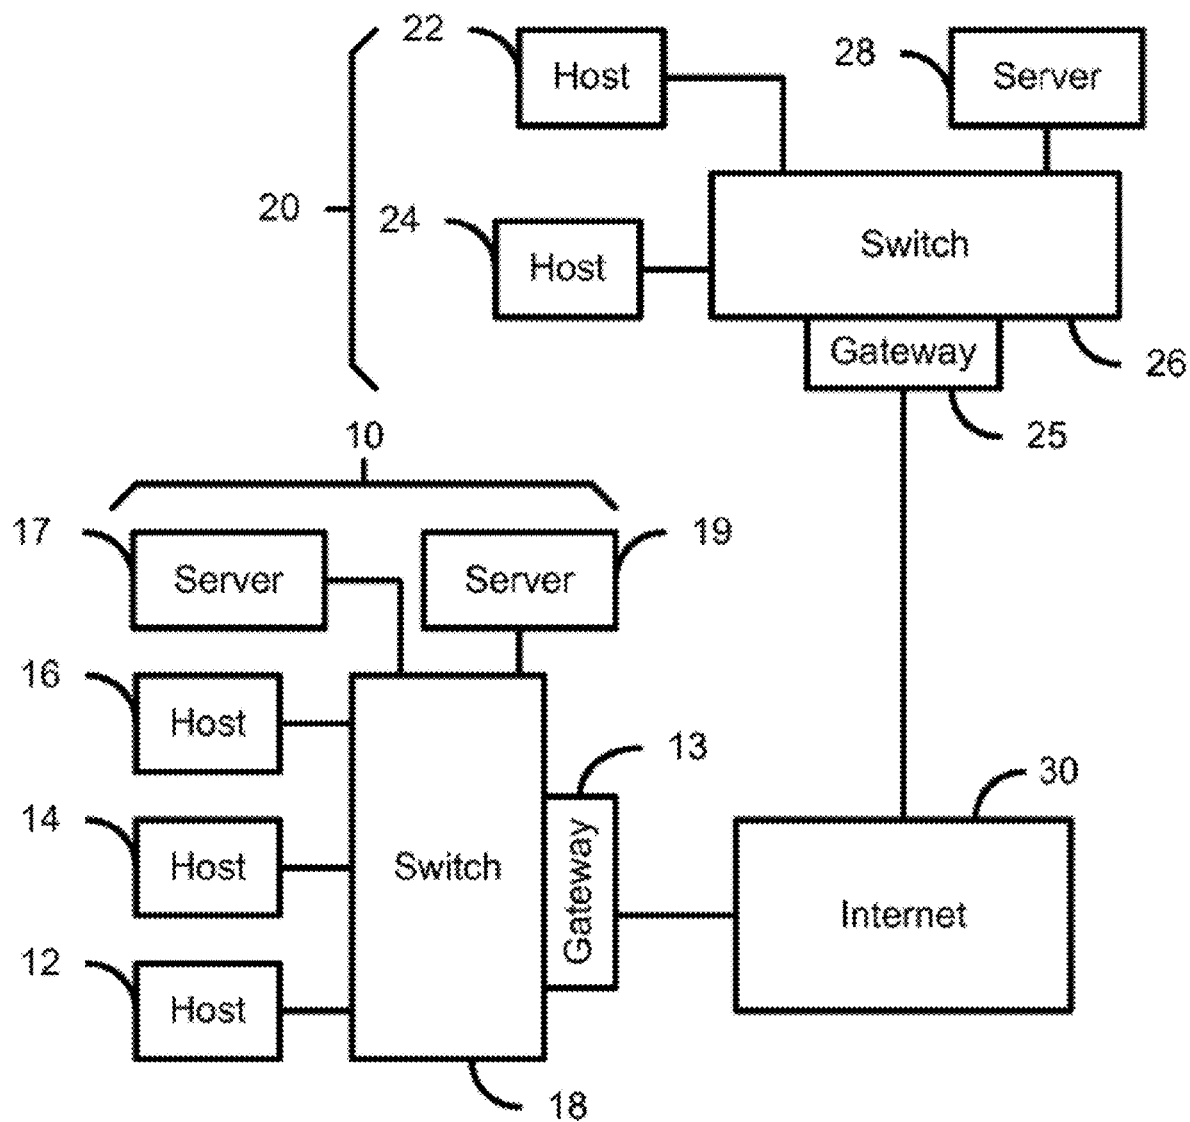 22
Host
28
Server
20
24
Host
Switch
Gateway
26
25
10
17
Server
Server
19
16
Host
13
30
14
Host
Switch
Gateway
Internet
12
Host
18